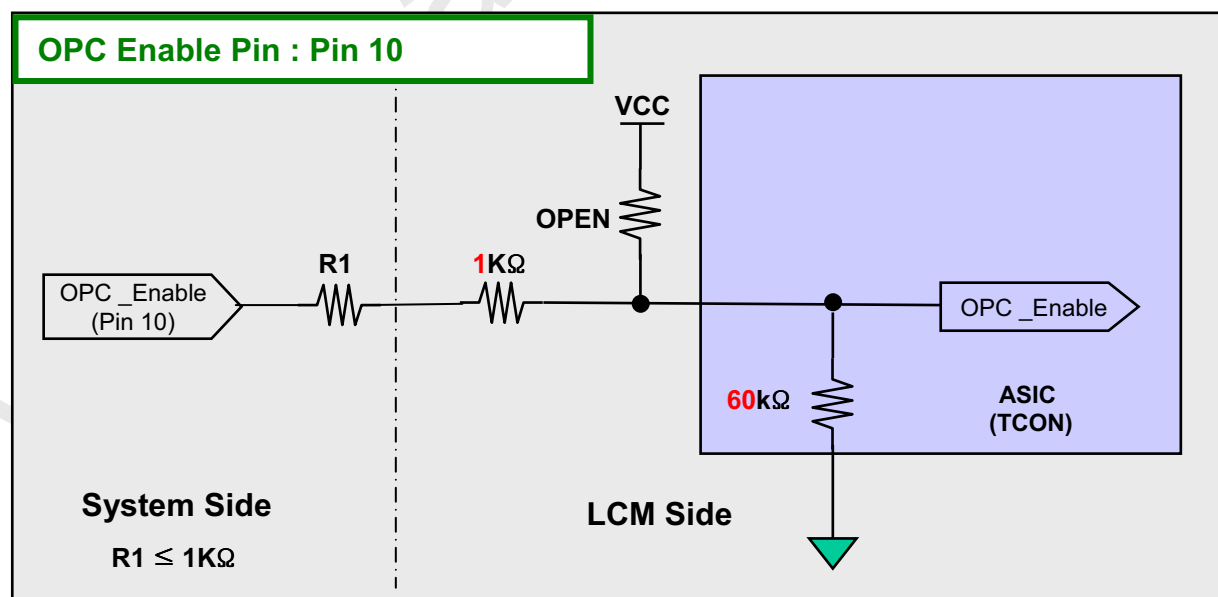 OPC Enable Pin : Pin 10
VCC
OPEN
R1
1KΩ
OPC _Enable
(Pin 10)
OPC _Enable
60kΩ
ASIC
(TCON)
System Side
LCM Side
R1 ≤ 1KΩ